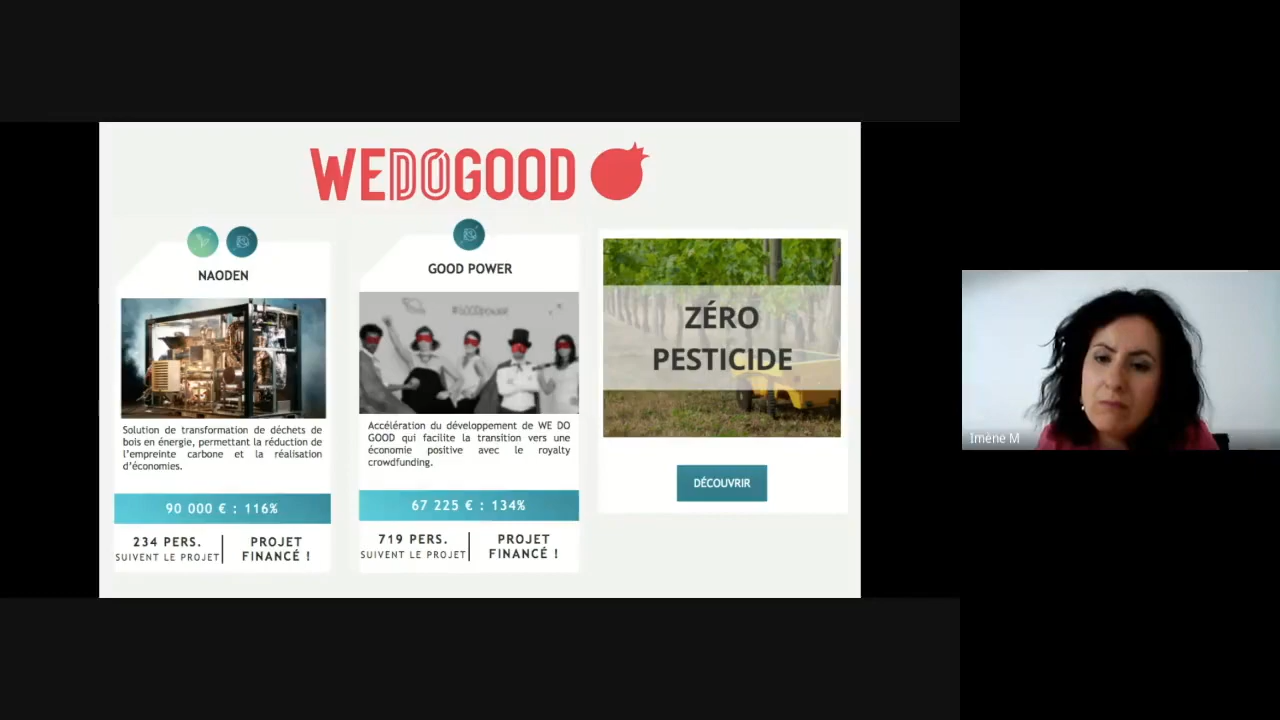 WEDOGOOD
NAODEN
Solution de transformation de déchets de
bois en énergie, permettant la réduction de
l'empreinte carbone et la réalisation
d'économies.
90 000 € : 116%
234 PERS.
SUIVENT LE PROJET
PROJET
FINANCÉ !
GOOD POWER
#GOODpower
Accélération du développement de WE DO
GOOD qui facilite la transition vers une
économie positive avec le royalty
crowdfunding.
67 225 € : 134%
719 PERS.
SUIVENT LE PROJET
PROJET
FINANCÉ !
ZÉRO
PESTICIDE
DÉCOUVRIR
Imène M